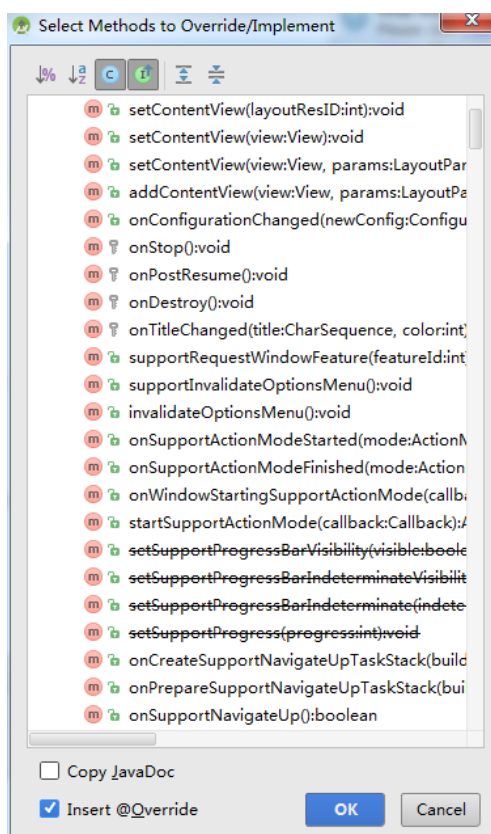 Select Methods to Override/Implement
setContentView(layoutResID:int):void
setContentView(view:View):void
setContentView(view:View, params:LayoutPar
addContentView(view:View, params:LayoutPa
onConfigurationChanged(newConfig:Configu
onStop():void
onPostResume():void
onDestroy():void
onTitleChanged(title:CharSequence, color:int)
supportRequestWindowFeature(featureId:int
supportInvalidateOptionsMenu():void
invalidateOptionsMenu():void
onSupportActionModeStarted(mode:ActionM
onSupportActionModeFinished(mode:Action
onWindowStartingSupportActionMode(callba
startSupportActionMode(callback:Callback):A
setSupportProgressBarVisibility(visible:boole
setSupportProgressBarIndeterminateVisibilit
setSupportProgressBarIndeterminate(indete
setSupportProgress(progress:int):void
onCreateSupportNavigateUpTaskStack(build
onPrepareSupportNavigateUpTaskStack(bui
onSupportNavigateUp():boolean
Copy JavaDoc
Insert @Override
OK
Cancel